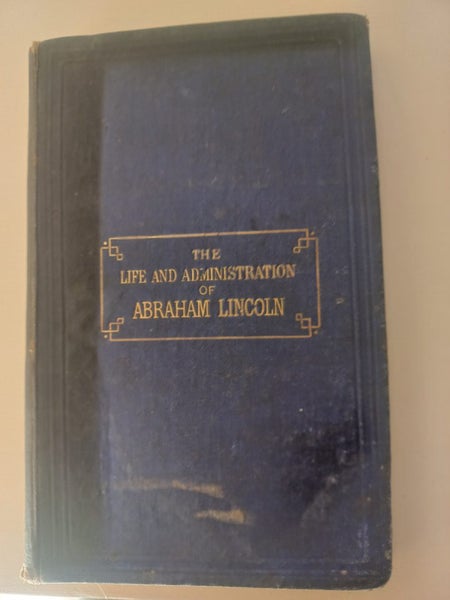 THE
LIFE AND ADMINISTRATION
OF
ABRAHAM LINCOLN